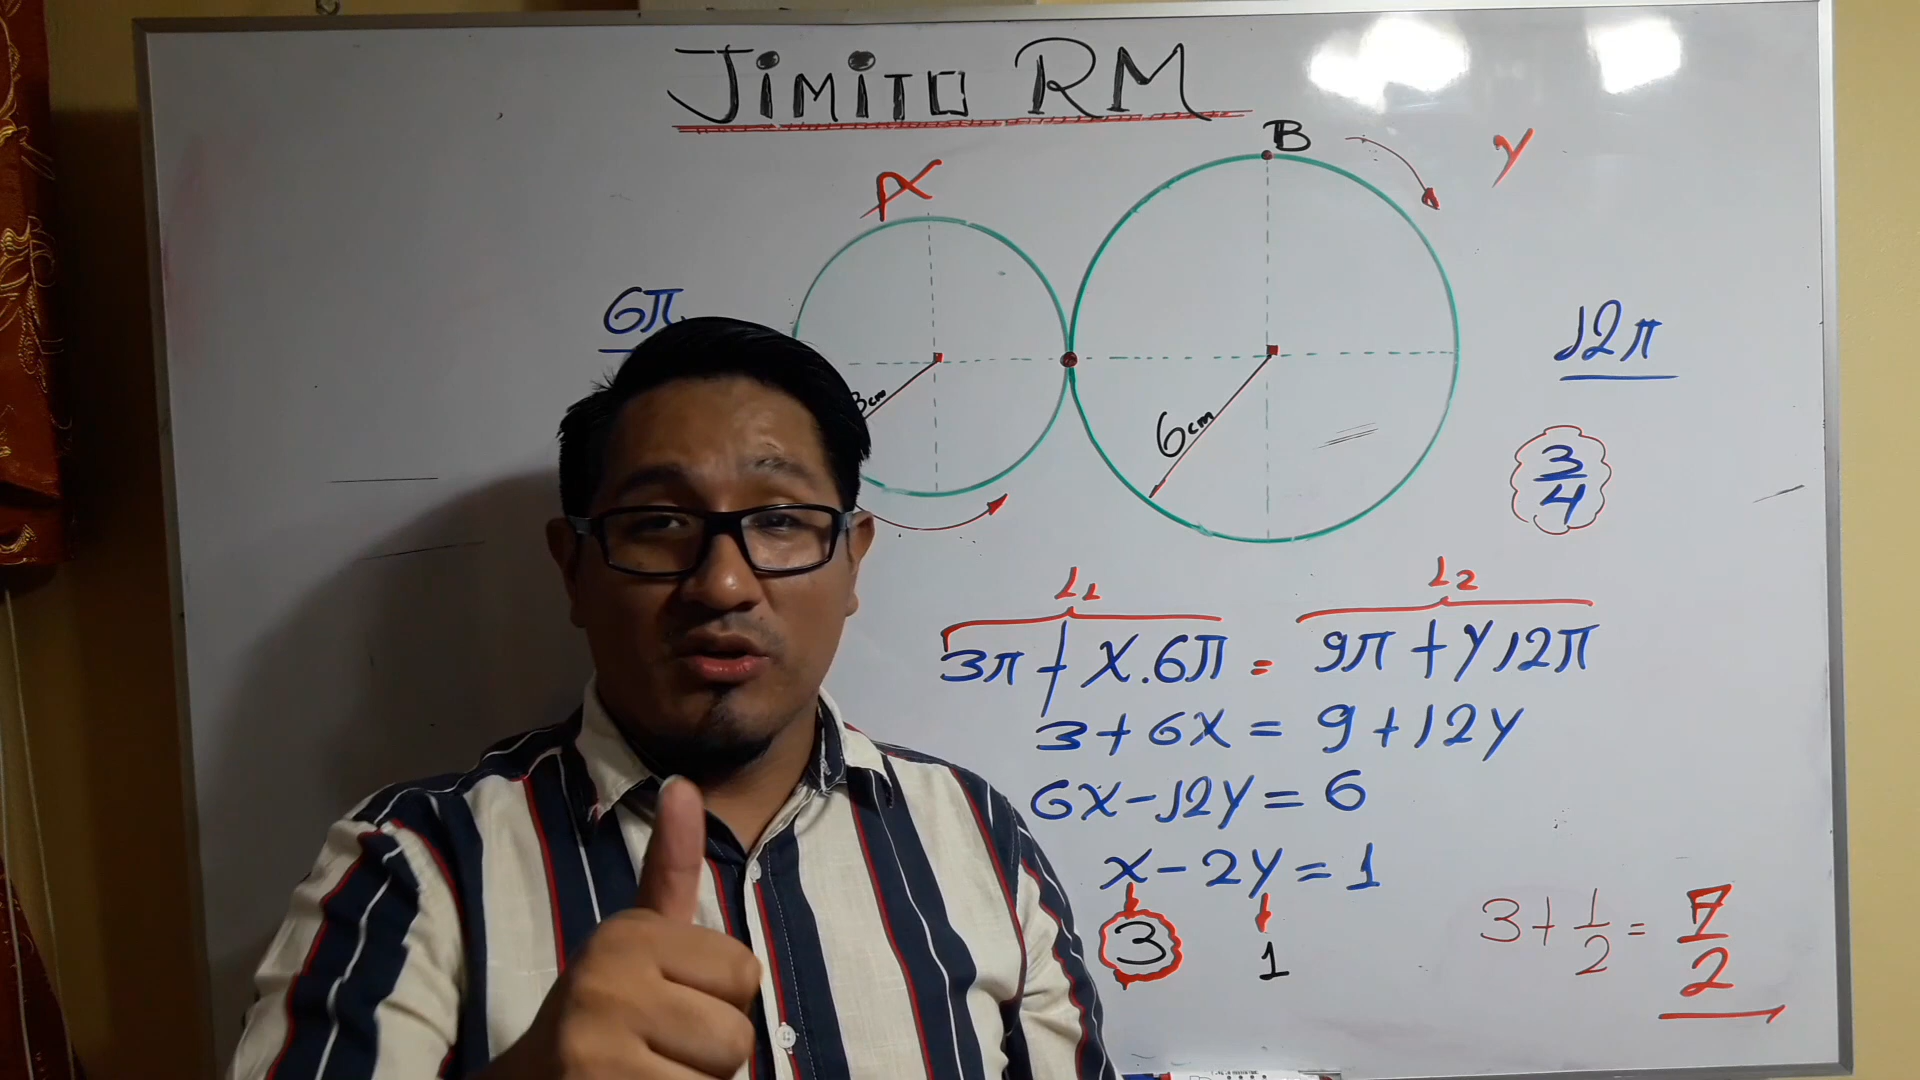 JIMITO RM
B
Y
X
6π
12π
3cm
6cm
3/4
L1
L2
3π + X.6π = 9π + Y12π
3 + 6X = 9 + 12Y
6X - 12Y = 6
X - 2Y = 1
3
1
3 + 1/2 = 7/2